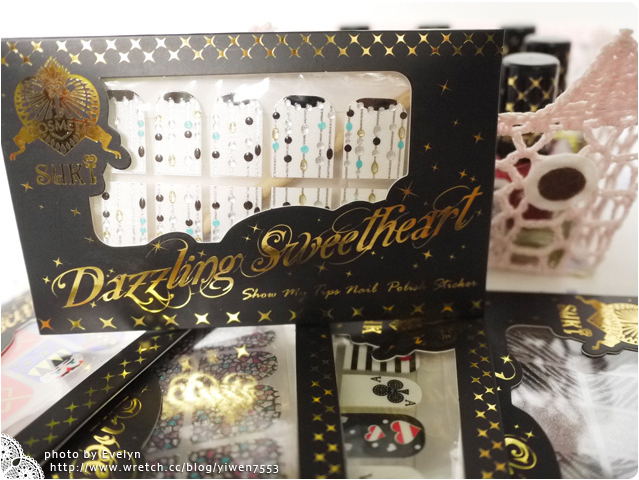 COSMETIC
SUKI
Dazzling Sweetheart
Show My Tips Nail Polish Sticker
SUKI
A
A
photo by Evelyn
http://www.wretch.cc/blog/yiwen7553